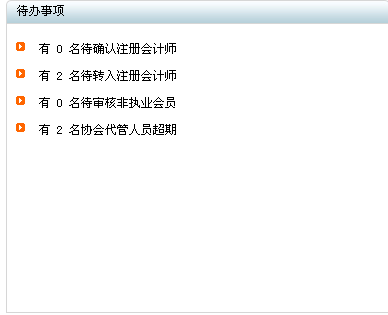 待办事项
有 0 名待确认注册会计师
有 2 名待转入注册会计师
有 0 名待审核非执业会员
有 2 名协会代管人员超期